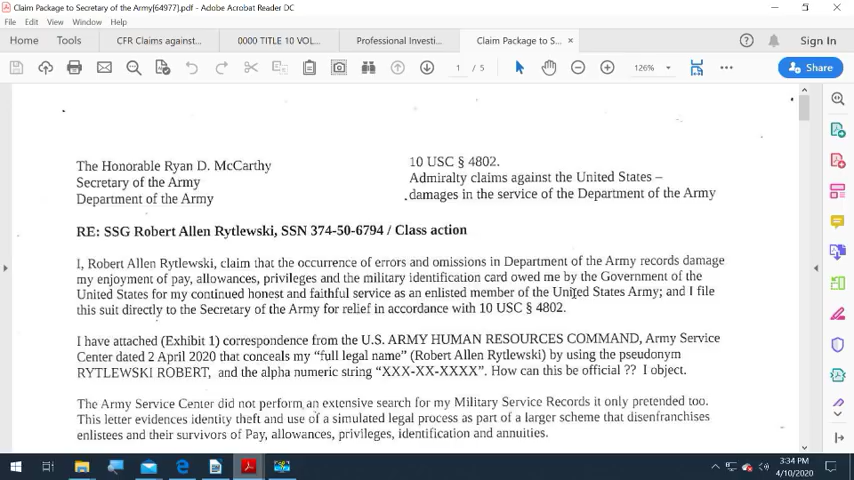 Claim Package to Secretary of the Army[64977].pdf - Adobe Acrobat Reader DC
File Edit View Window Help
Home Tools CFR Claims against... 0000 TITLE 10 VOL... Professional Investi... Claim Package to S... × Sign In
1 / 5 126% Share
The Honorable Ryan D. McCarthy
Secretary of the Army
Department of the Army
10 USC § 4802.
Admiralty claims against the United States –
damages in the service of the Department of the Army
RE: SSG Robert Allen Rytlewski, SSN 374-50-6794 / Class action
I, Robert Allen Rytlewski, claim that the occurrence of errors and omissions in Department of the Army records damage
my enjoyment of pay, allowances, privileges and the military identification card owed me by the Government of the
United States for my continued honest and faithful service as an enlisted member of the United States Army; and I file
this suit directly to the Secretary of the Army for relief in accordance with 10 USC § 4802.
I have attached (Exhibit 1) correspondence from the U.S. ARMY HUMAN RESOURCES COMMAND, Army Service
Center dated 2 April 2020 that conceals my “full legal name” (Robert Allen Rytlewski) by using the pseudonym
RYTLEWSKI ROBERT, and the alpha numeric string “XXX-XX-XXXX”. How can this be official ?? I object.
The Army Service Center did not perform an extensive search for my Military Service Records it only pretended too.
This letter evidences identity theft and use of a simulated legal process as part of a larger scheme that disenfranchises
enlistees and their survivors of Pay, allowances, privileges, identification and annuities.
3:34 PM
4/10/2020